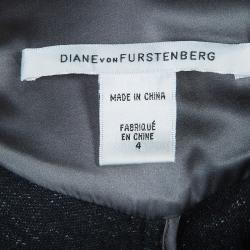 DIANE VON FURSTENBERG
MADE IN CHINA
FABRIQUÉ
EN CHINE
4